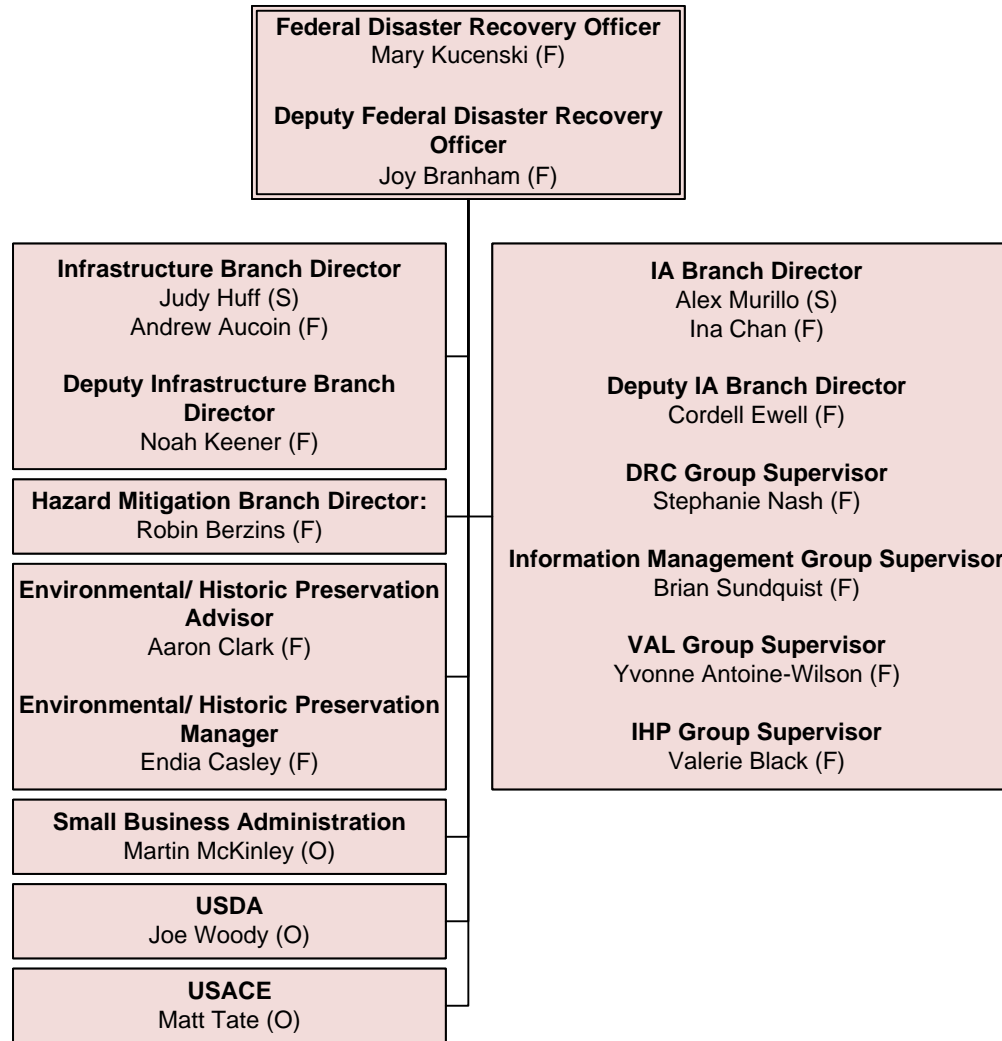 Federal Disaster Recovery Officer
Mary Kucenski (F)
Deputy Federal Disaster Recovery
Officer
Joy Branham (F)
Infrastructure Branch Director
Judy Huff (S)
Andrew Aucoin (F)
Deputy Infrastructure Branch
Director
Noah Keener (F)
Hazard Mitigation Branch Director:
Robin Berzins (F)
Environmental/ Historic Preservation
Advisor
Aaron Clark (F)
Environmental/ Historic Preservation
Manager
Endia Casley (F)
Small Business Administration
Martin McKinley (O)
USDA
Joe Woody (O)
USACE
Matt Tate (O)
IA Branch Director
Alex Murillo (S)
Ina Chan (F)
Deputy IA Branch Director
Cordell Ewell (F)
DRC Group Supervisor
Stephanie Nash (F)
Information Management Group Supervisor
Brian Sundquist (F)
VAL Group Supervisor
Yvonne Antoine-Wilson (F)
IHP Group Supervisor
Valerie Black (F)